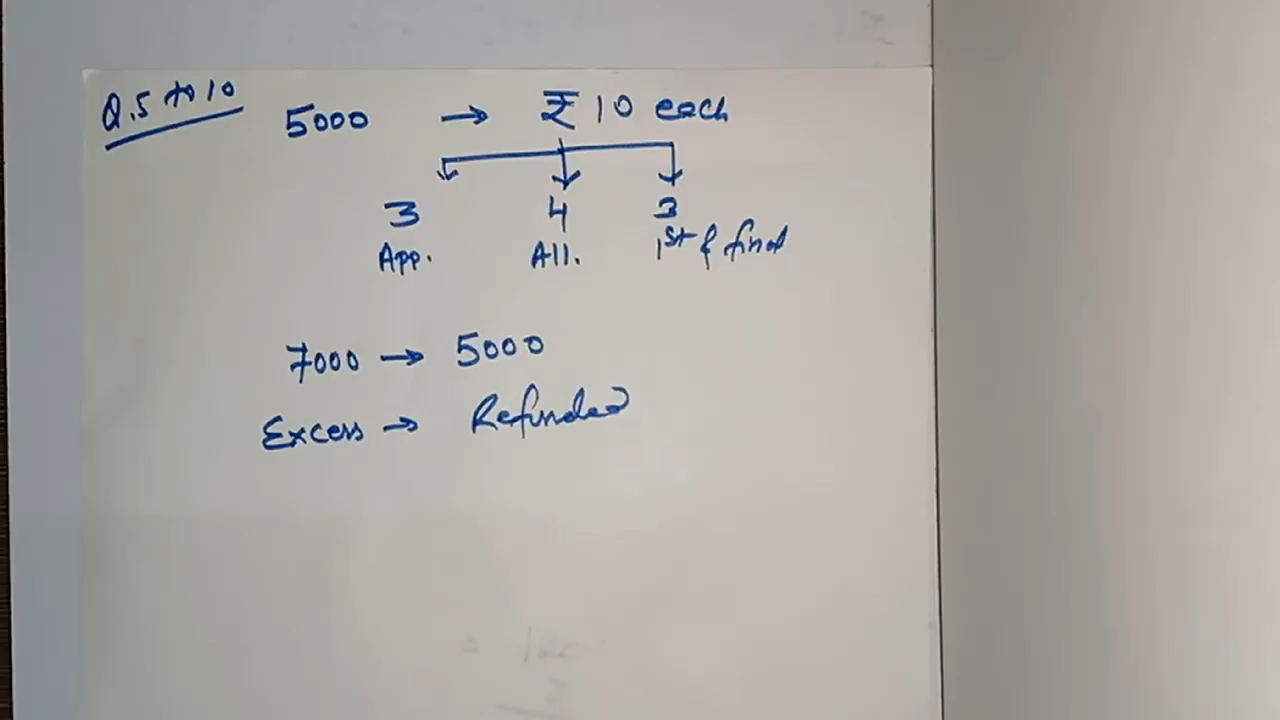 Q.5 to 10
5000 → ₹ 10 each
3 4 3
App. All. 1st & final
7000 → 5000
Excess → Refunded